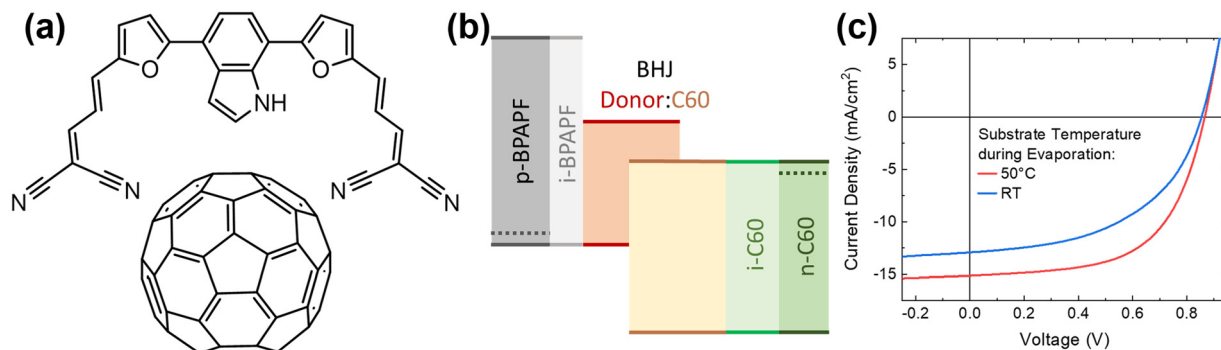 (a)
O
NH
O
N
N
N
N
(b)
BHJ
Donor:C60
p-BPAPF
i-BPAPF
i-C60
n-C60
(c)
Current Density (mA/cm²)
5
0
-5
-10
-15
Substrate Temperature
during Evaporation:
50°C
RT
-0.2 0.0 0.2 0.4 0.6 0.8
Voltage (V)